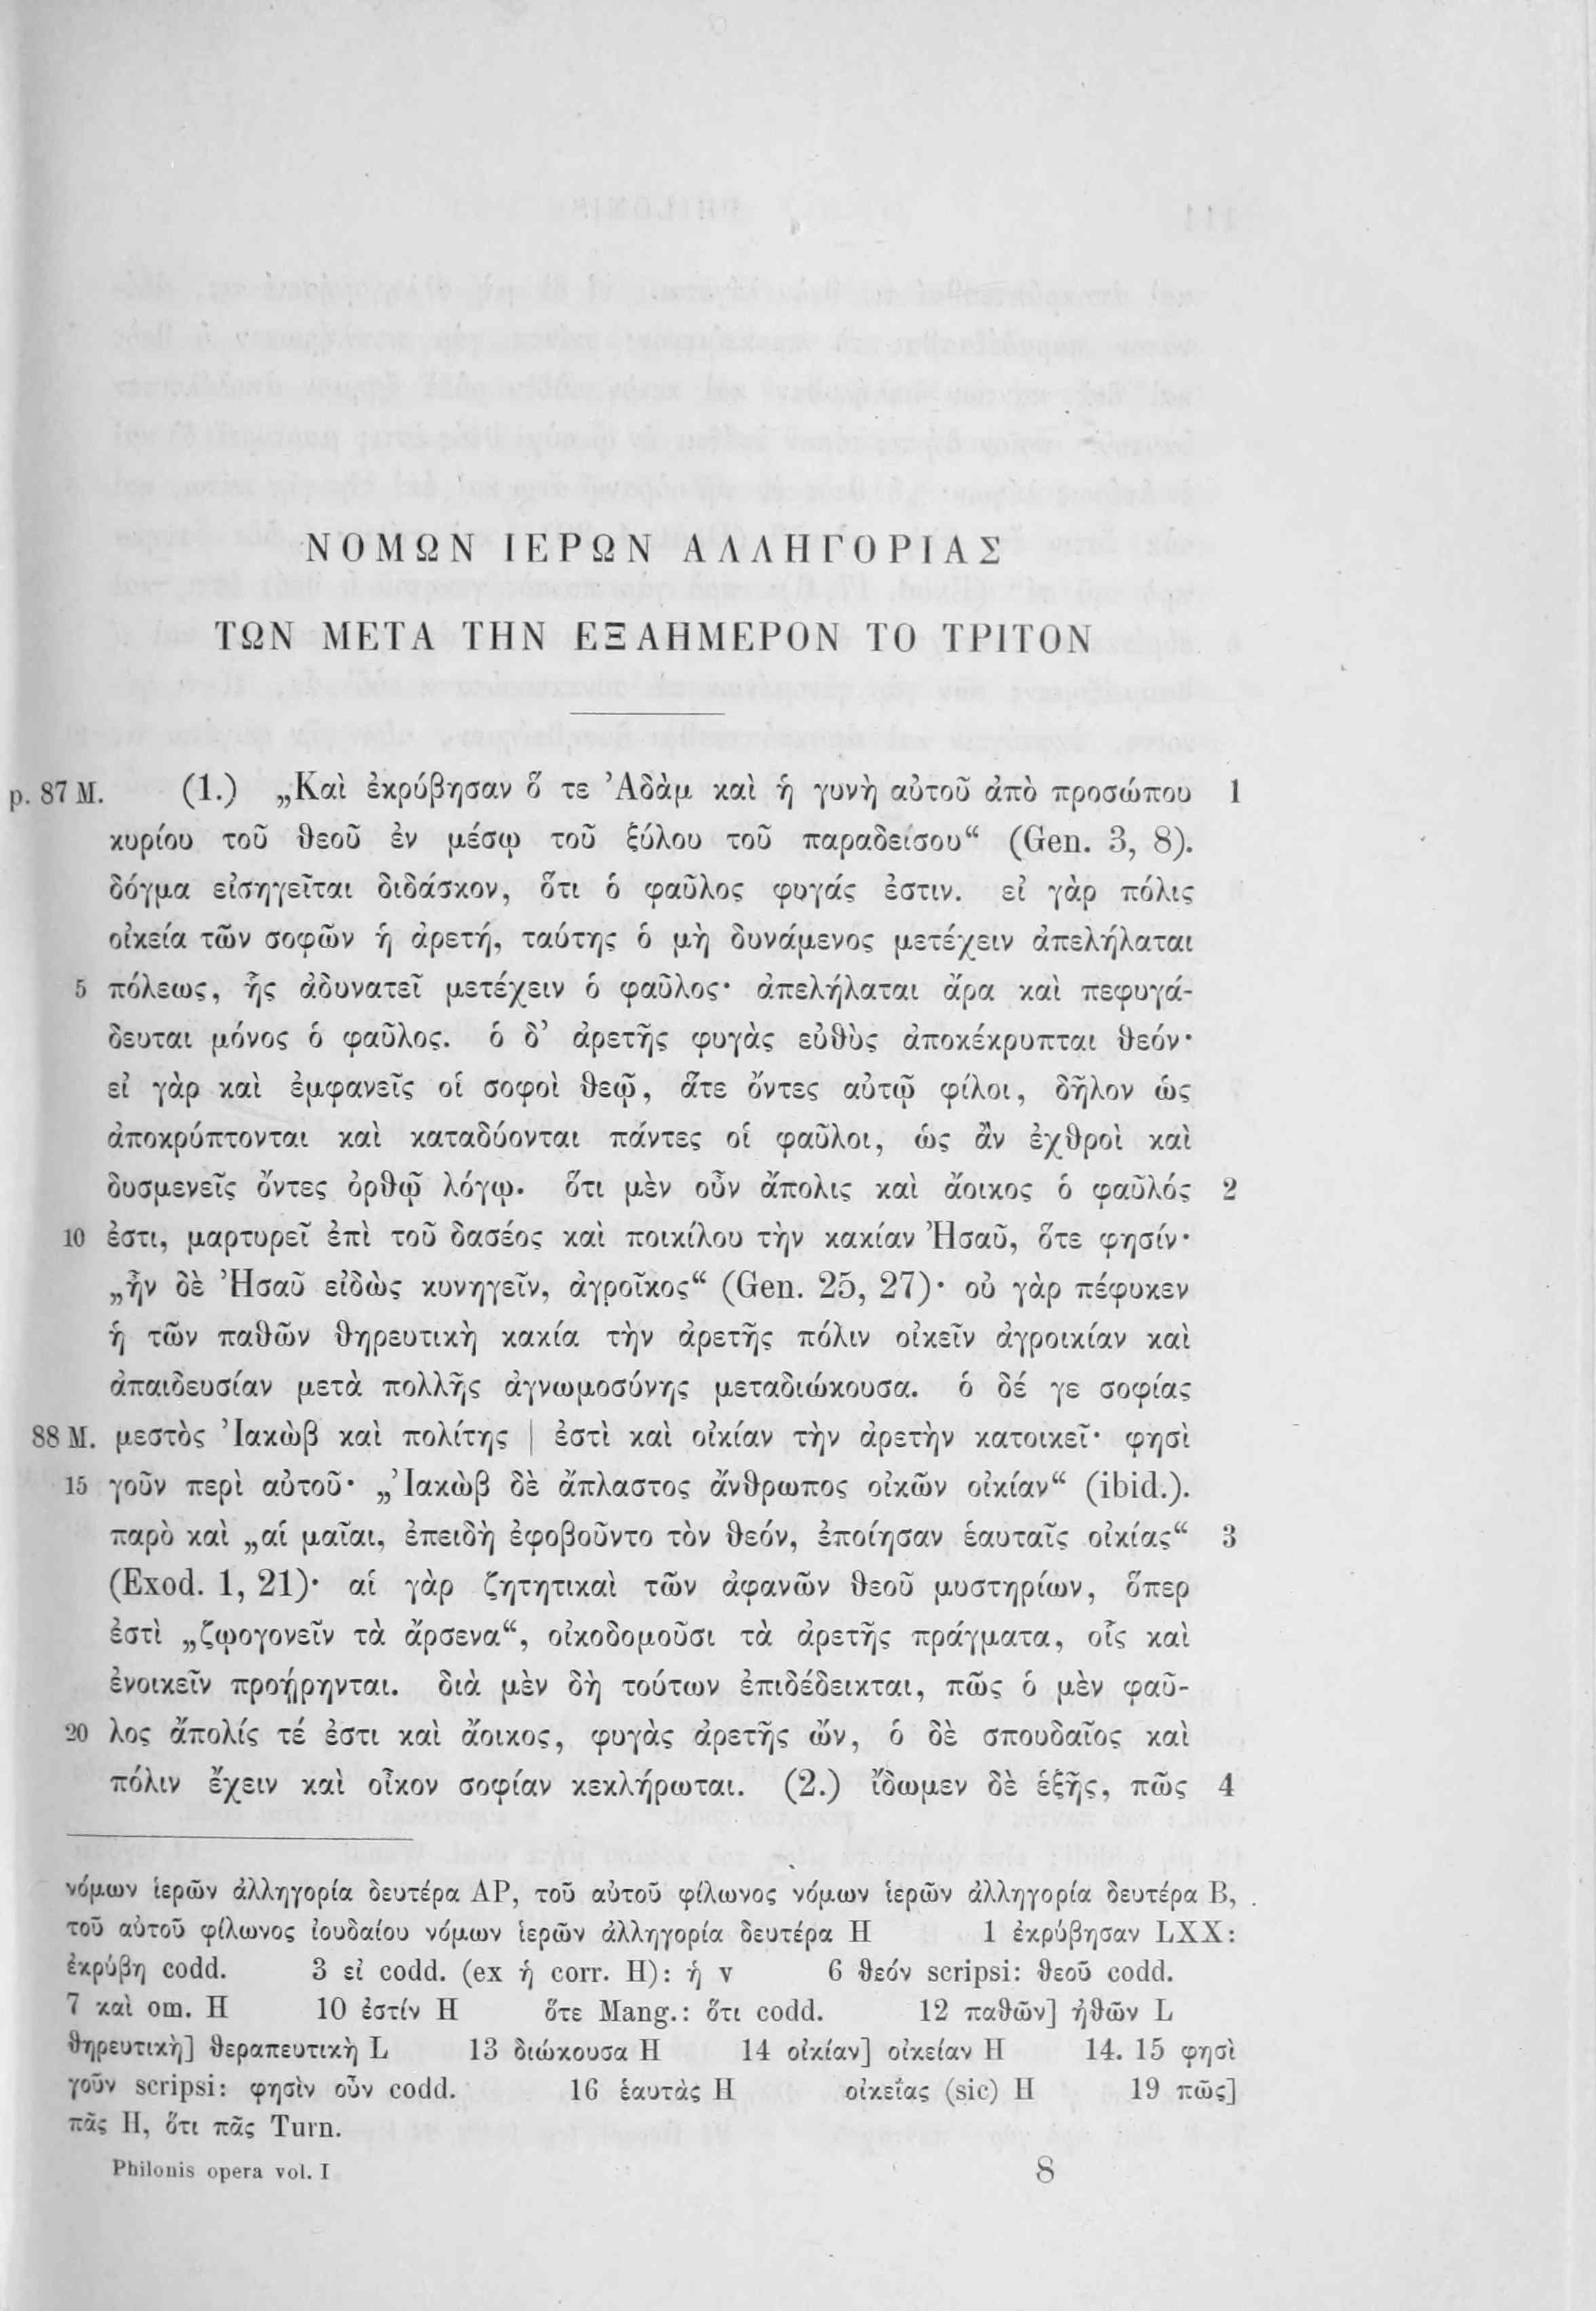 ΝΟΜΩΝ ΙΕΡΩΝ ΑΛΛΗΓΟΡΙΑΣ
ΤΩΝ ΜΕΤΑ ΤΗΝ ΕΞΑΗΜΕΡΟΝ ΤΟ ΤΡΙΤΟΝ
p. 87 M. (1.) „Καὶ ἐκρύβησαν ὅ τε Ἀδὰμ καὶ ἡ γυνὴ αὐτοῦ ἀπὸ προσώπου 1
κυρίου τοῦ θεοῦ ἐν μέσῳ τοῦ ξύλου τοῦ παραδείσου“ (Gen. 3, 8).
δόγμα εἰσηγεῖται διδάσκον, ὅτι ὁ φαῦλος φυγάς ἐστιν. εἰ γὰρ πόλις
οἰκεία τῶν σοφῶν ἡ ἀρετή, ταύτης ὁ μὴ δυνάμενος μετέχειν ἀπελήλαται
5 πόλεως, ἧς ἀδυνατεῖ μετέχειν ὁ φαῦλος· ἀπελήλαται ἄρα καὶ πεφυγά-
δευται μόνος ὁ φαῦλος. ὁ δ’ ἀρετῆς φυγὰς εὐθὺς ἀποκέκρυπται θεόν·
εἰ γὰρ καὶ ἐμφανεῖς οἱ σοφοὶ θεῷ, ἅτε ὄντες αὐτῷ φίλοι, δῆλον ὡς
ἀποκρύπτονται καὶ καταδύονται πάντες οἱ φαῦλοι, ὡς ἂν ἐχθροὶ καὶ
δυσμενεῖς ὄντες ὀρθῷ λόγῳ. ὅτι μὲν οὖν ἄπολις καὶ ἄοικος ὁ φαῦλός 2
10 ἐστι, μαρτυρεῖ ἐπὶ τοῦ δασέος καὶ ποικίλου τὴν κακίαν Ἠσαῦ, ὅτε φησίν·
„ἦν δὲ Ἠσαῦ εἰδὼς κυνηγεῖν, ἀγροῖκος“ (Gen. 25, 27)· οὐ γὰρ πέφυκεν
ἡ τῶν παθῶν θηρευτικὴ κακία τὴν ἀρετῆς πόλιν οἰκεῖν ἀγροικίαν καὶ
ἀπαιδευσίαν μετὰ πολλῆς ἀγνωμοσύνης μεταδιώκουσα. ὁ δέ γε σοφίας
88 M. μεστὸς Ἰακὼβ καὶ πολίτης | ἐστὶ καὶ οἰκίαν τὴν ἀρετὴν κατοικεῖ· φησὶ
15 γοῦν περὶ αὐτοῦ· „Ἰακὼβ δὲ ἄπλαστος ἄνθρωπος οἰκῶν οἰκίαν“ (ibid.).
παρὸ καὶ „αἱ μαῖαι, ἐπειδὴ ἐφοβοῦντο τὸν θεόν, ἐποίησαν ἑαυταῖς οἰκίας“ 3
(Exod. 1, 21)· αἱ γὰρ ζητητικαὶ τῶν ἀφανῶν θεοῦ μυστηρίων, ὅπερ
ἐστὶ „ζῳογονεῖν τὰ ἄρσενα“, οἰκοδομοῦσι τὰ ἀρετῆς πράγματα, οἷς καὶ
ἐνοικεῖν προῄρηνται. διὰ μὲν δὴ τούτων ἐπιδέδεικται, πῶς ὁ μὲν φαῦ-
20 λος ἄπολίς τέ ἐστι καὶ ἄοικος, φυγὰς ἀρετῆς ὤν, ὁ δὲ σπουδαῖος καὶ
πόλιν ἔχειν καὶ οἶκον σοφίαν κεκλήρωται. (2.) ἴδωμεν δὲ ἑξῆς, πῶς 4
νόμων ἱερῶν ἀλληγορία δευτέρα AP, τοῦ αὐτοῦ φίλωνος νόμων ἱερῶν ἀλληγορία δευτέρα B,
τοῦ αὐτοῦ φίλωνος ἰουδαίου νόμων ἱερῶν ἀλληγορία δευτέρα H 1 ἐκρύβησαν LXX:
ἐκρύβη codd. 3 εἰ codd. (ex ἡ corr. H): ἡ v 6 θεόν scripsi: θεοῦ codd.
7 καὶ om. H 10 ἐστίν H ὅτε Mang.: ὅτι codd. 12 παθῶν] ἠθῶν L
θηρευτικὴ] θεραπευτικὴ L 13 διώκουσα H 14 οἰκίαν] οἰκείαν H 14. 15 φησὶ
γοῦν scripsi: φησὶν οὖν codd. 16 ἑαυτὰς H οἰκεῖας (sic) H 19 πῶς]
πᾶς H, ὅτι πᾶς Turn.
Philonis opera vol. I 8